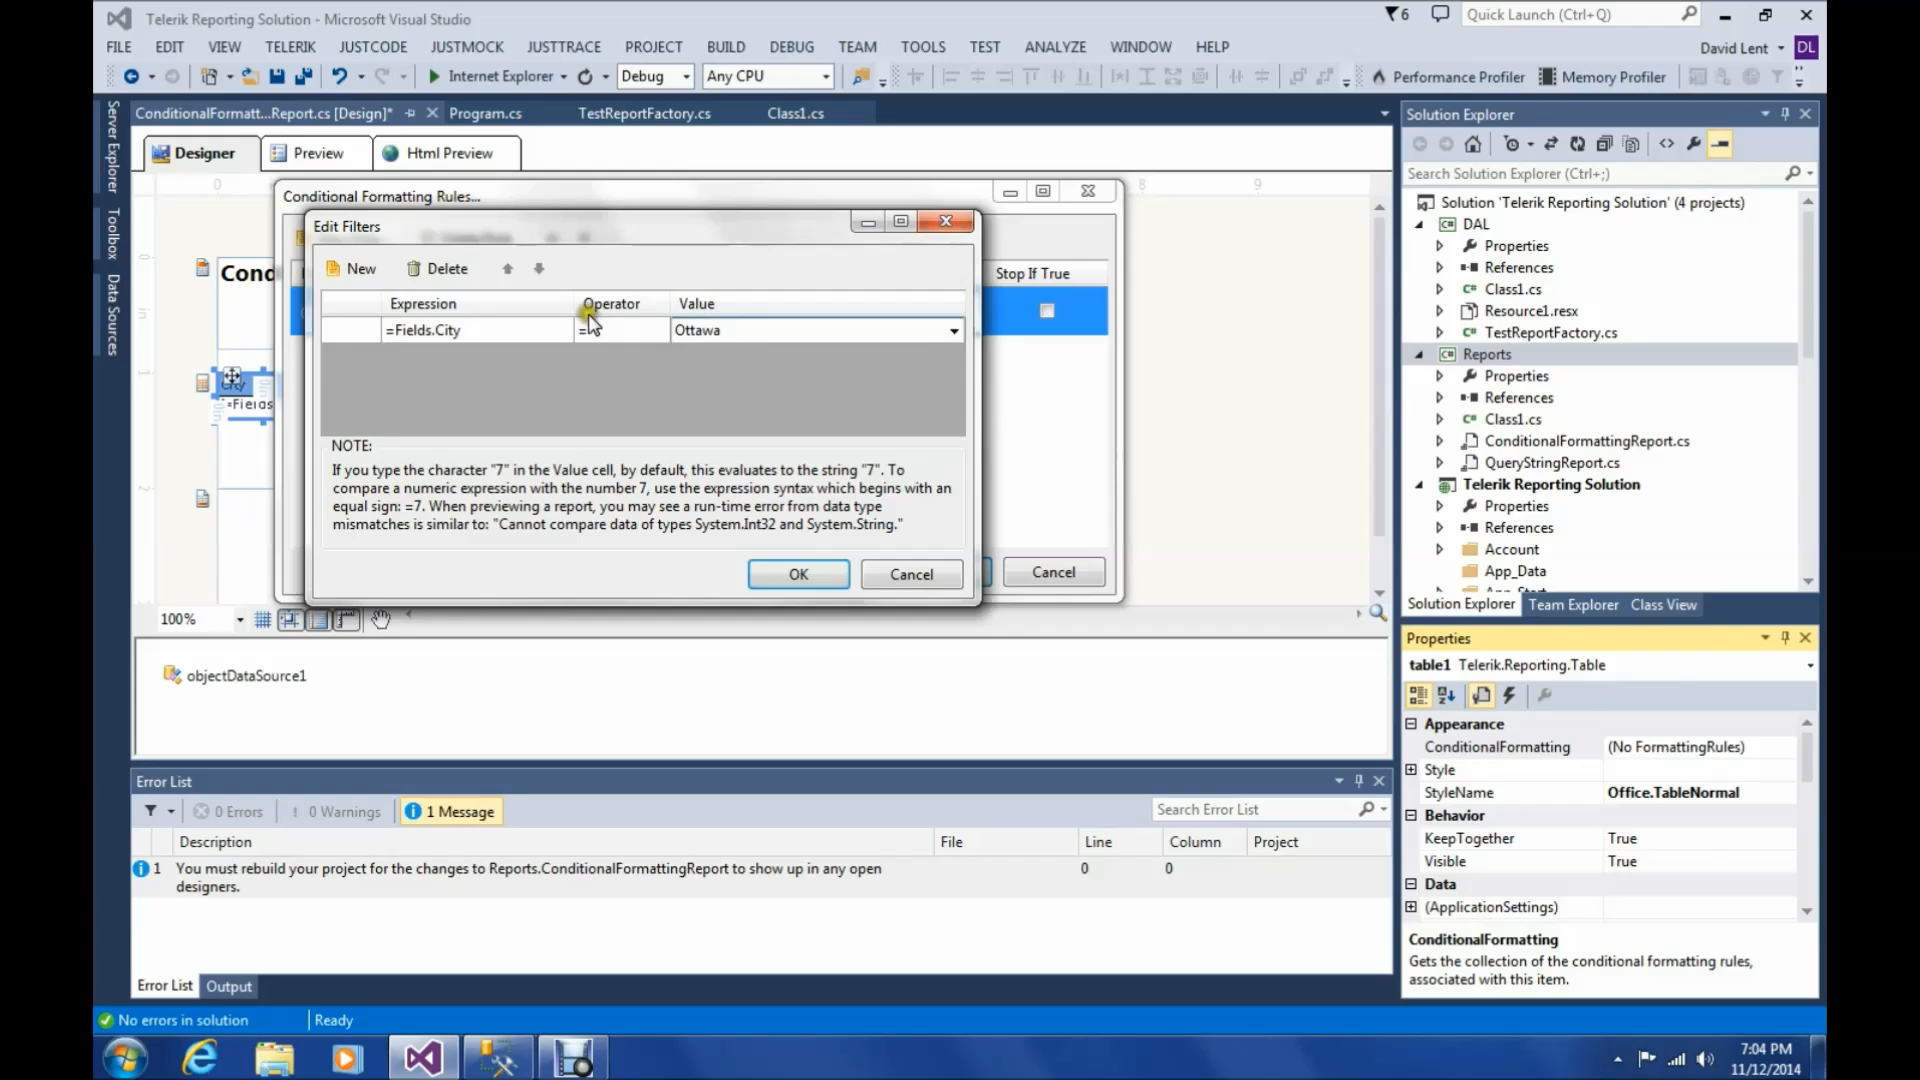 Telerik Reporting Solution - Microsoft Visual Studio
6
Quick Launch (Ctrl+Q)
FILE EDIT VIEW TELERIK JUSTCODE JUSTMOCK JUSTTRACE PROJECT BUILD DEBUG TEAM TOOLS TEST ANALYZE WINDOW HELP
David Lent DL
Internet Explorer Debug Any CPU Performance Profiler Memory Profiler
Server Explorer
Toolbox
Data Sources
ConditionalFormatt...Report.cs [Design]* Program.cs TestReportFactory.cs Class1.cs
Designer Preview Html Preview
0 8 9
Conditional Formatting Rules...
Edit Filters
New Delete
Stop If True
Expression Operator Value
=Fields.City = Ottawa
NOTE:
If you type the character "7" in the Value cell, by default, this evaluates to the string "7". To
compare a numeric expression with the number 7, use the expression syntax which begins with an
equal sign: =7. When previewing a report, you may see a run-time error from data type
mismatches is similar to: "Cannot compare data of types System.Int32 and System.String."
OK Cancel
Cancel
Cond
City
=Fields
100%
objectDataSource1
Error List
0 Errors 0 Warnings 1 Message
Search Error List
Description File Line Column Project
1 You must rebuild your project for the changes to Reports.ConditionalFormattingReport to show up in any open 0 0
designers.
Error List Output
Solution Explorer
Search Solution Explorer (Ctrl+;)
Solution 'Telerik Reporting Solution' (4 projects)
DAL
Properties
References
Class1.cs
Resource1.resx
TestReportFactory.cs
Reports
Properties
References
Class1.cs
ConditionalFormattingReport.cs
QueryStringReport.cs
Telerik Reporting Solution
Properties
References
Account
App_Data
App_Start
Solution Explorer Team Explorer Class View
Properties
table1 Telerik.Reporting.Table
Appearance
ConditionalFormatting (No FormattingRules)
Style
StyleName Office.TableNormal
Behavior
KeepTogether True
Visible True
Data
(ApplicationSettings)
ConditionalFormatting
Gets the collection of the conditional formatting rules,
associated with this item.
No errors in solution Ready
7:04 PM
11/12/2014